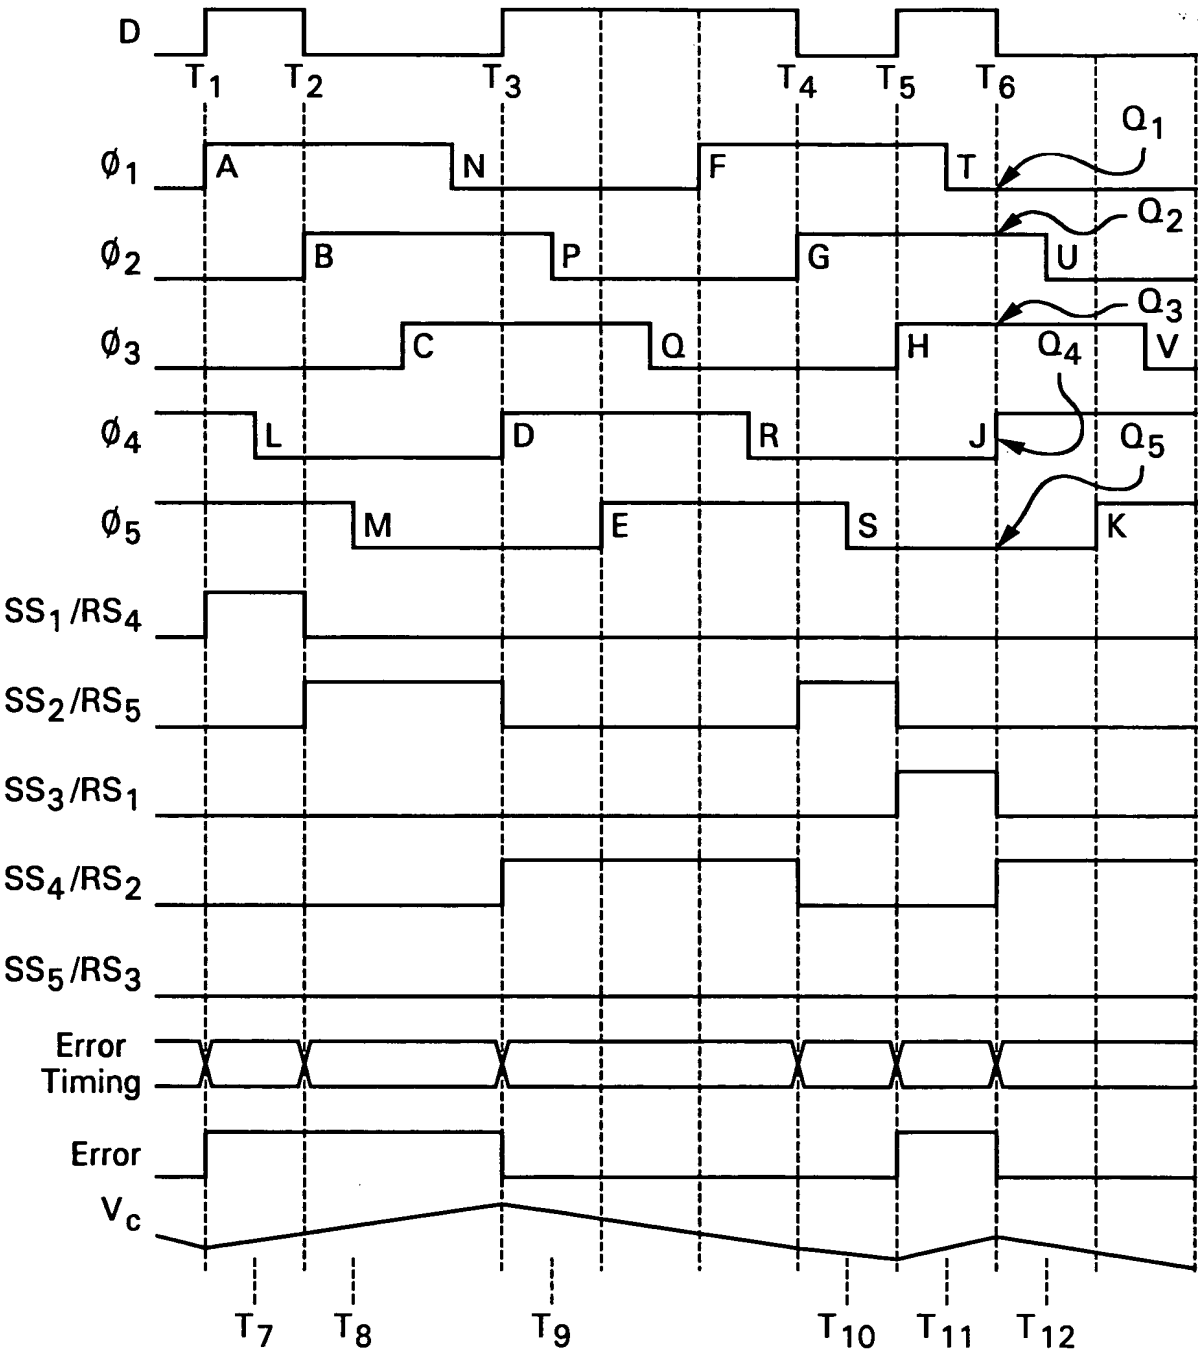 D
T1 T2 T3 T4 T5 T6
Ø1 A N F T Q1
Ø2 B P G U Q2
Ø3 C Q H V Q3
Ø4 L D R J Q4
Ø5 M E S K Q5
SS1/RS4
SS2/RS5
SS3/RS1
SS4/RS2
SS5/RS3
Error
Timing
Error
Vc
T7 T8 T9 T10 T11 T12